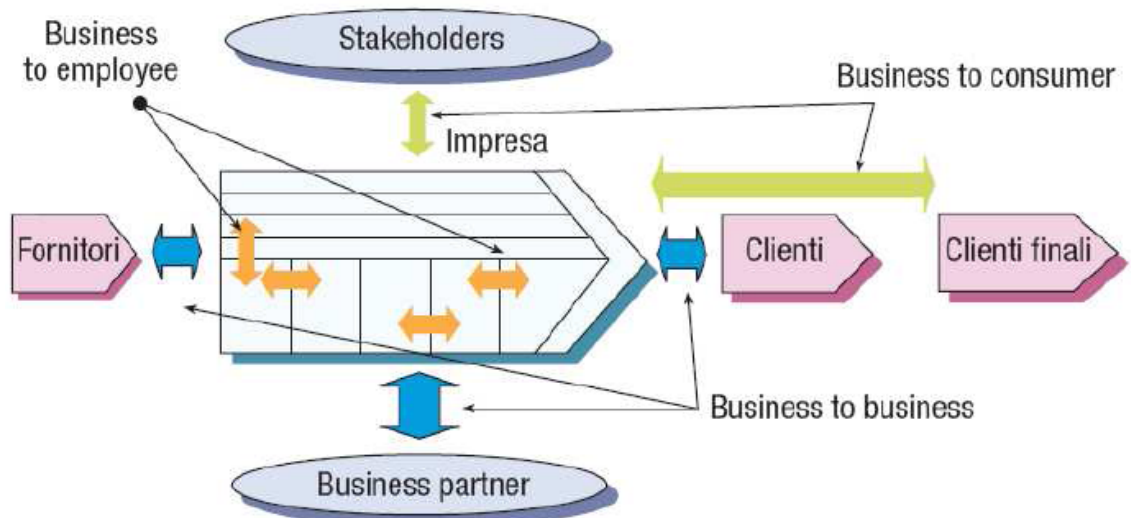 Business
to employee
Stakeholders
Business to consumer
Impresa
Fornitori
Clienti
Clienti finali
Business to business
Business partner